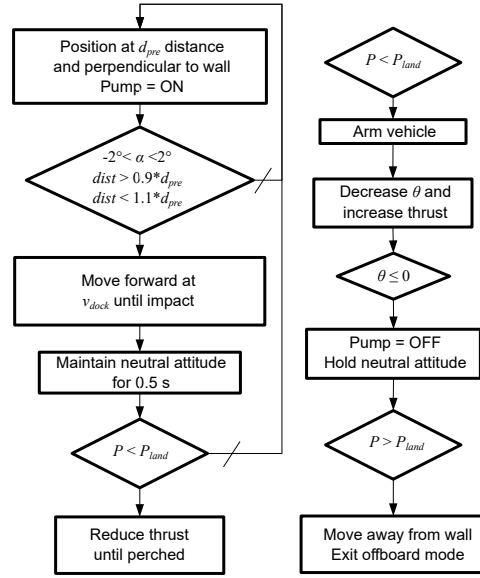 Position at d_pre distance
and perpendicular to wall
Pump = ON
-2°< α <2°
dist > 0.9*d_pre
dist < 1.1*d_pre
Move forward at
v_dock until impact
Maintain neutral attitude
for 0.5 s
P < P_land
Reduce thrust
until perched
P < P_land
Arm vehicle
Decrease θ and
increase thrust
θ ≤ 0
Pump = OFF
Hold neutral attitude
P > P_land
Move away from wall
Exit offboard mode